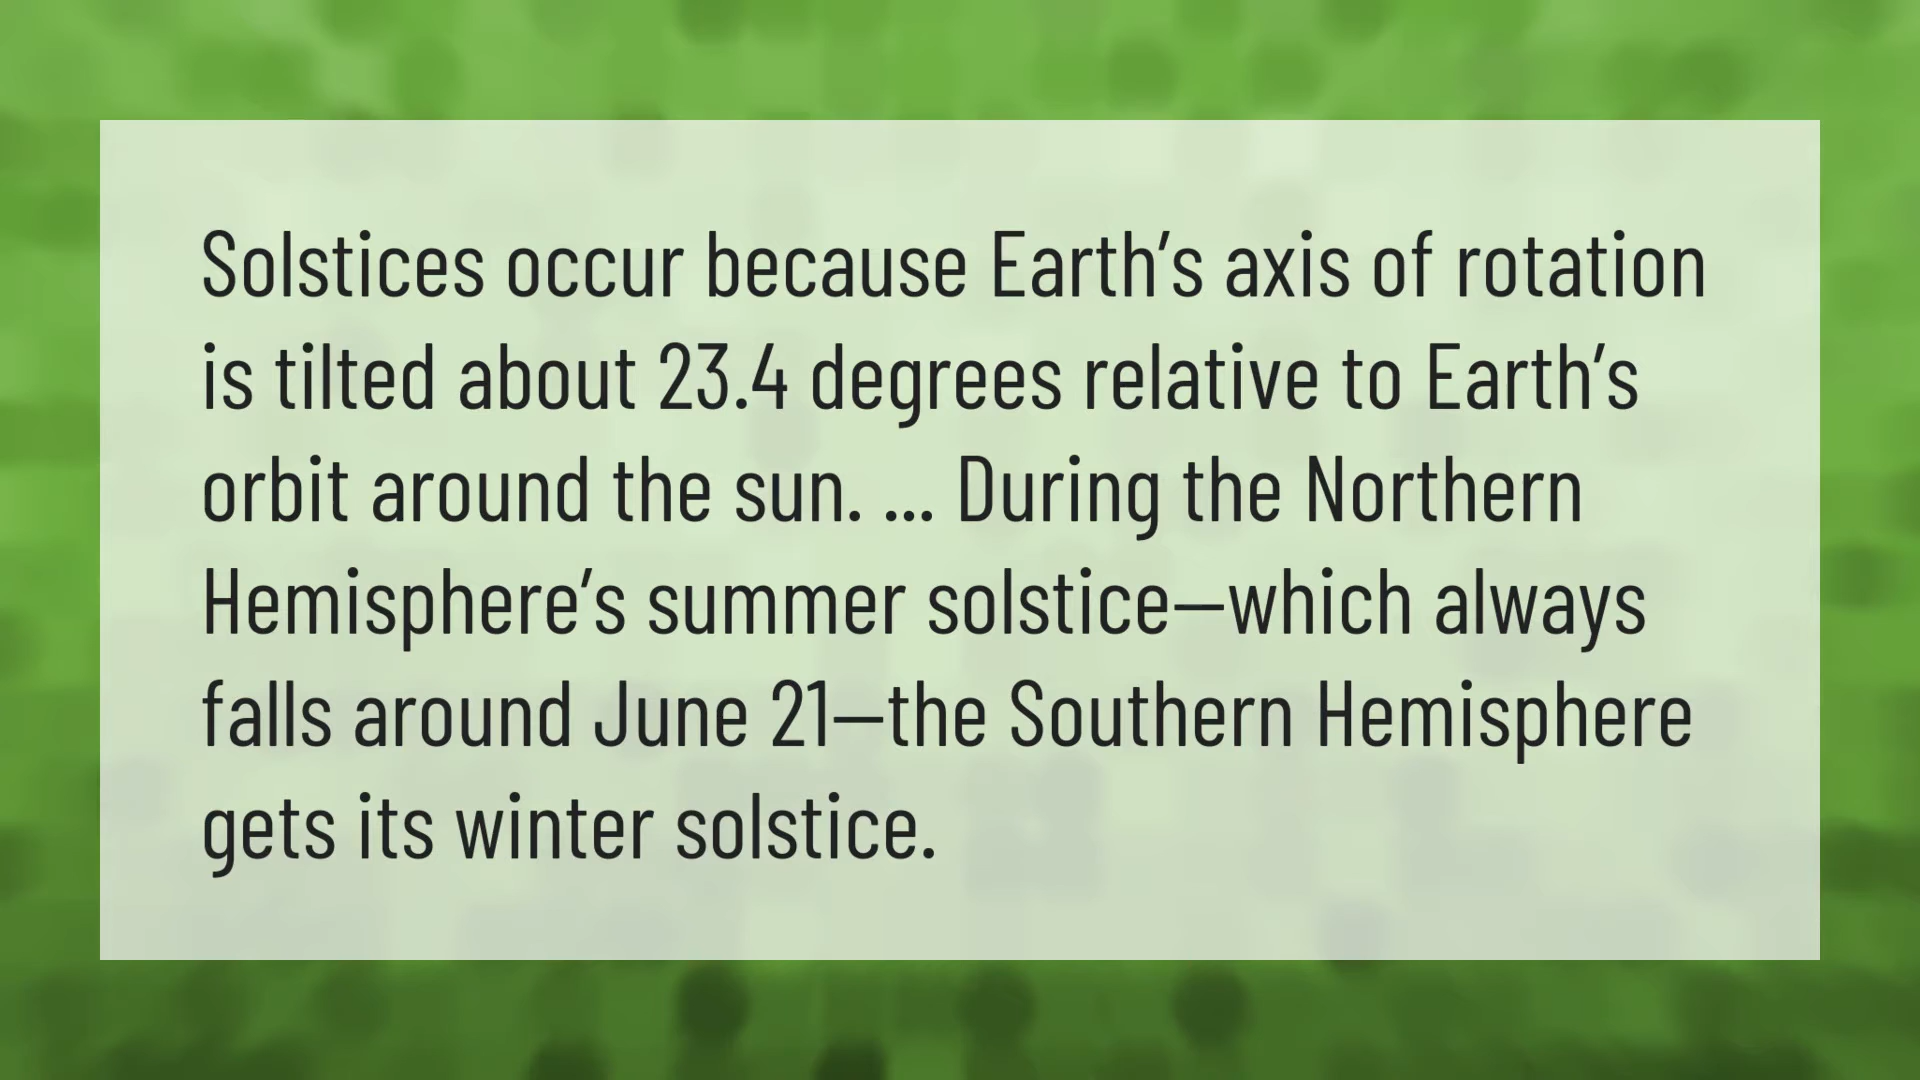 Solstices occur because Earth’s axis of rotation
is tilted about 23.4 degrees relative to Earth’s
orbit around the sun. ... During the Northern
Hemisphere’s summer solstice—which always
falls around June 21—the Southern Hemisphere
gets its winter solstice.